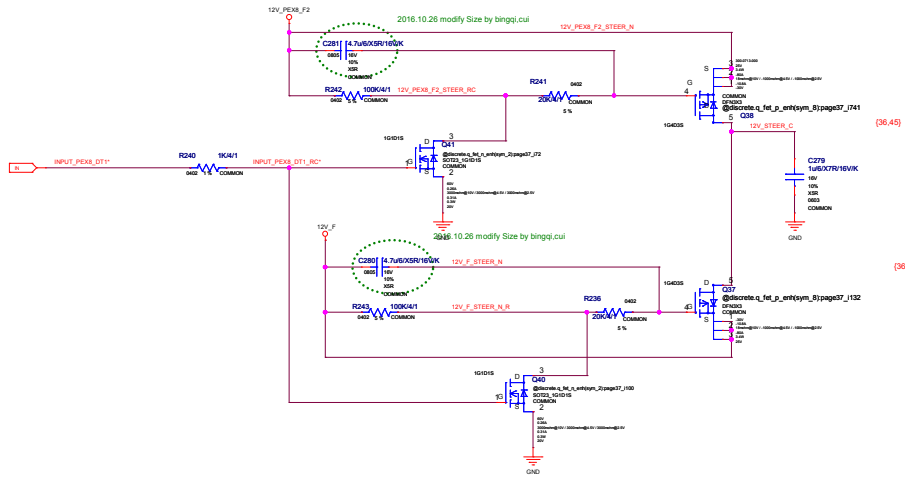 12V_PEX8_F2
2016.10.26 modify Size by bingqi,cui
12V_PEX8_F2_STEER_N
C281
4.7u/6/X5R/16V/K
0805
16V
10%
X5R
COMMON
R242
100K/4/1
0402
5 %
COMMON
12V_PEX8_F2_STEER_RC
R241
0402
20K/4/1
COMMON
5 %
S
G
4
D
5
COMMON
DFN3X3
@discrete.q_fet_p_enh(sym_8):page37_i741
Q38
1G4D3S
12V_STEER_C
{36,45}
C279
1u/6/X7R/16V/K
16V
10%
X5R
0603
COMMON
GND
1G1D1S
D
3
Q41
@discrete.q_fet_n_enh(sym_2):page37_i72
SOT23_1G1D1S
COMMON
1G
S
2
GND
IN
INPUT_PEX8_DT1*
R240
1K/4/1
0402
1 %
COMMON
INPUT_PEX8_DT1_RC*
12V_F
2016.10.26 modify Size by bingqi,cui
C280
4.7u/6/X5R/16V/K
0805
16V
10%
X5R
COMMON
12V_F_STEER_N
R243
100K/4/1
0402
5 %
COMMON
12V_F_STEER_N_R
R236
0402
20K/4/1
COMMON
5 %
1G4D3S
D
5
Q37
@discrete.q_fet_p_enh(sym_8):page37_i132
DFN3X3
COMMON
4
G
S
{36
1G1D1S
D
3
Q40
@discrete.q_fet_n_enh(sym_2):page37_i100
SOT23_1G1D1S
COMMON
1G
S
2
GND